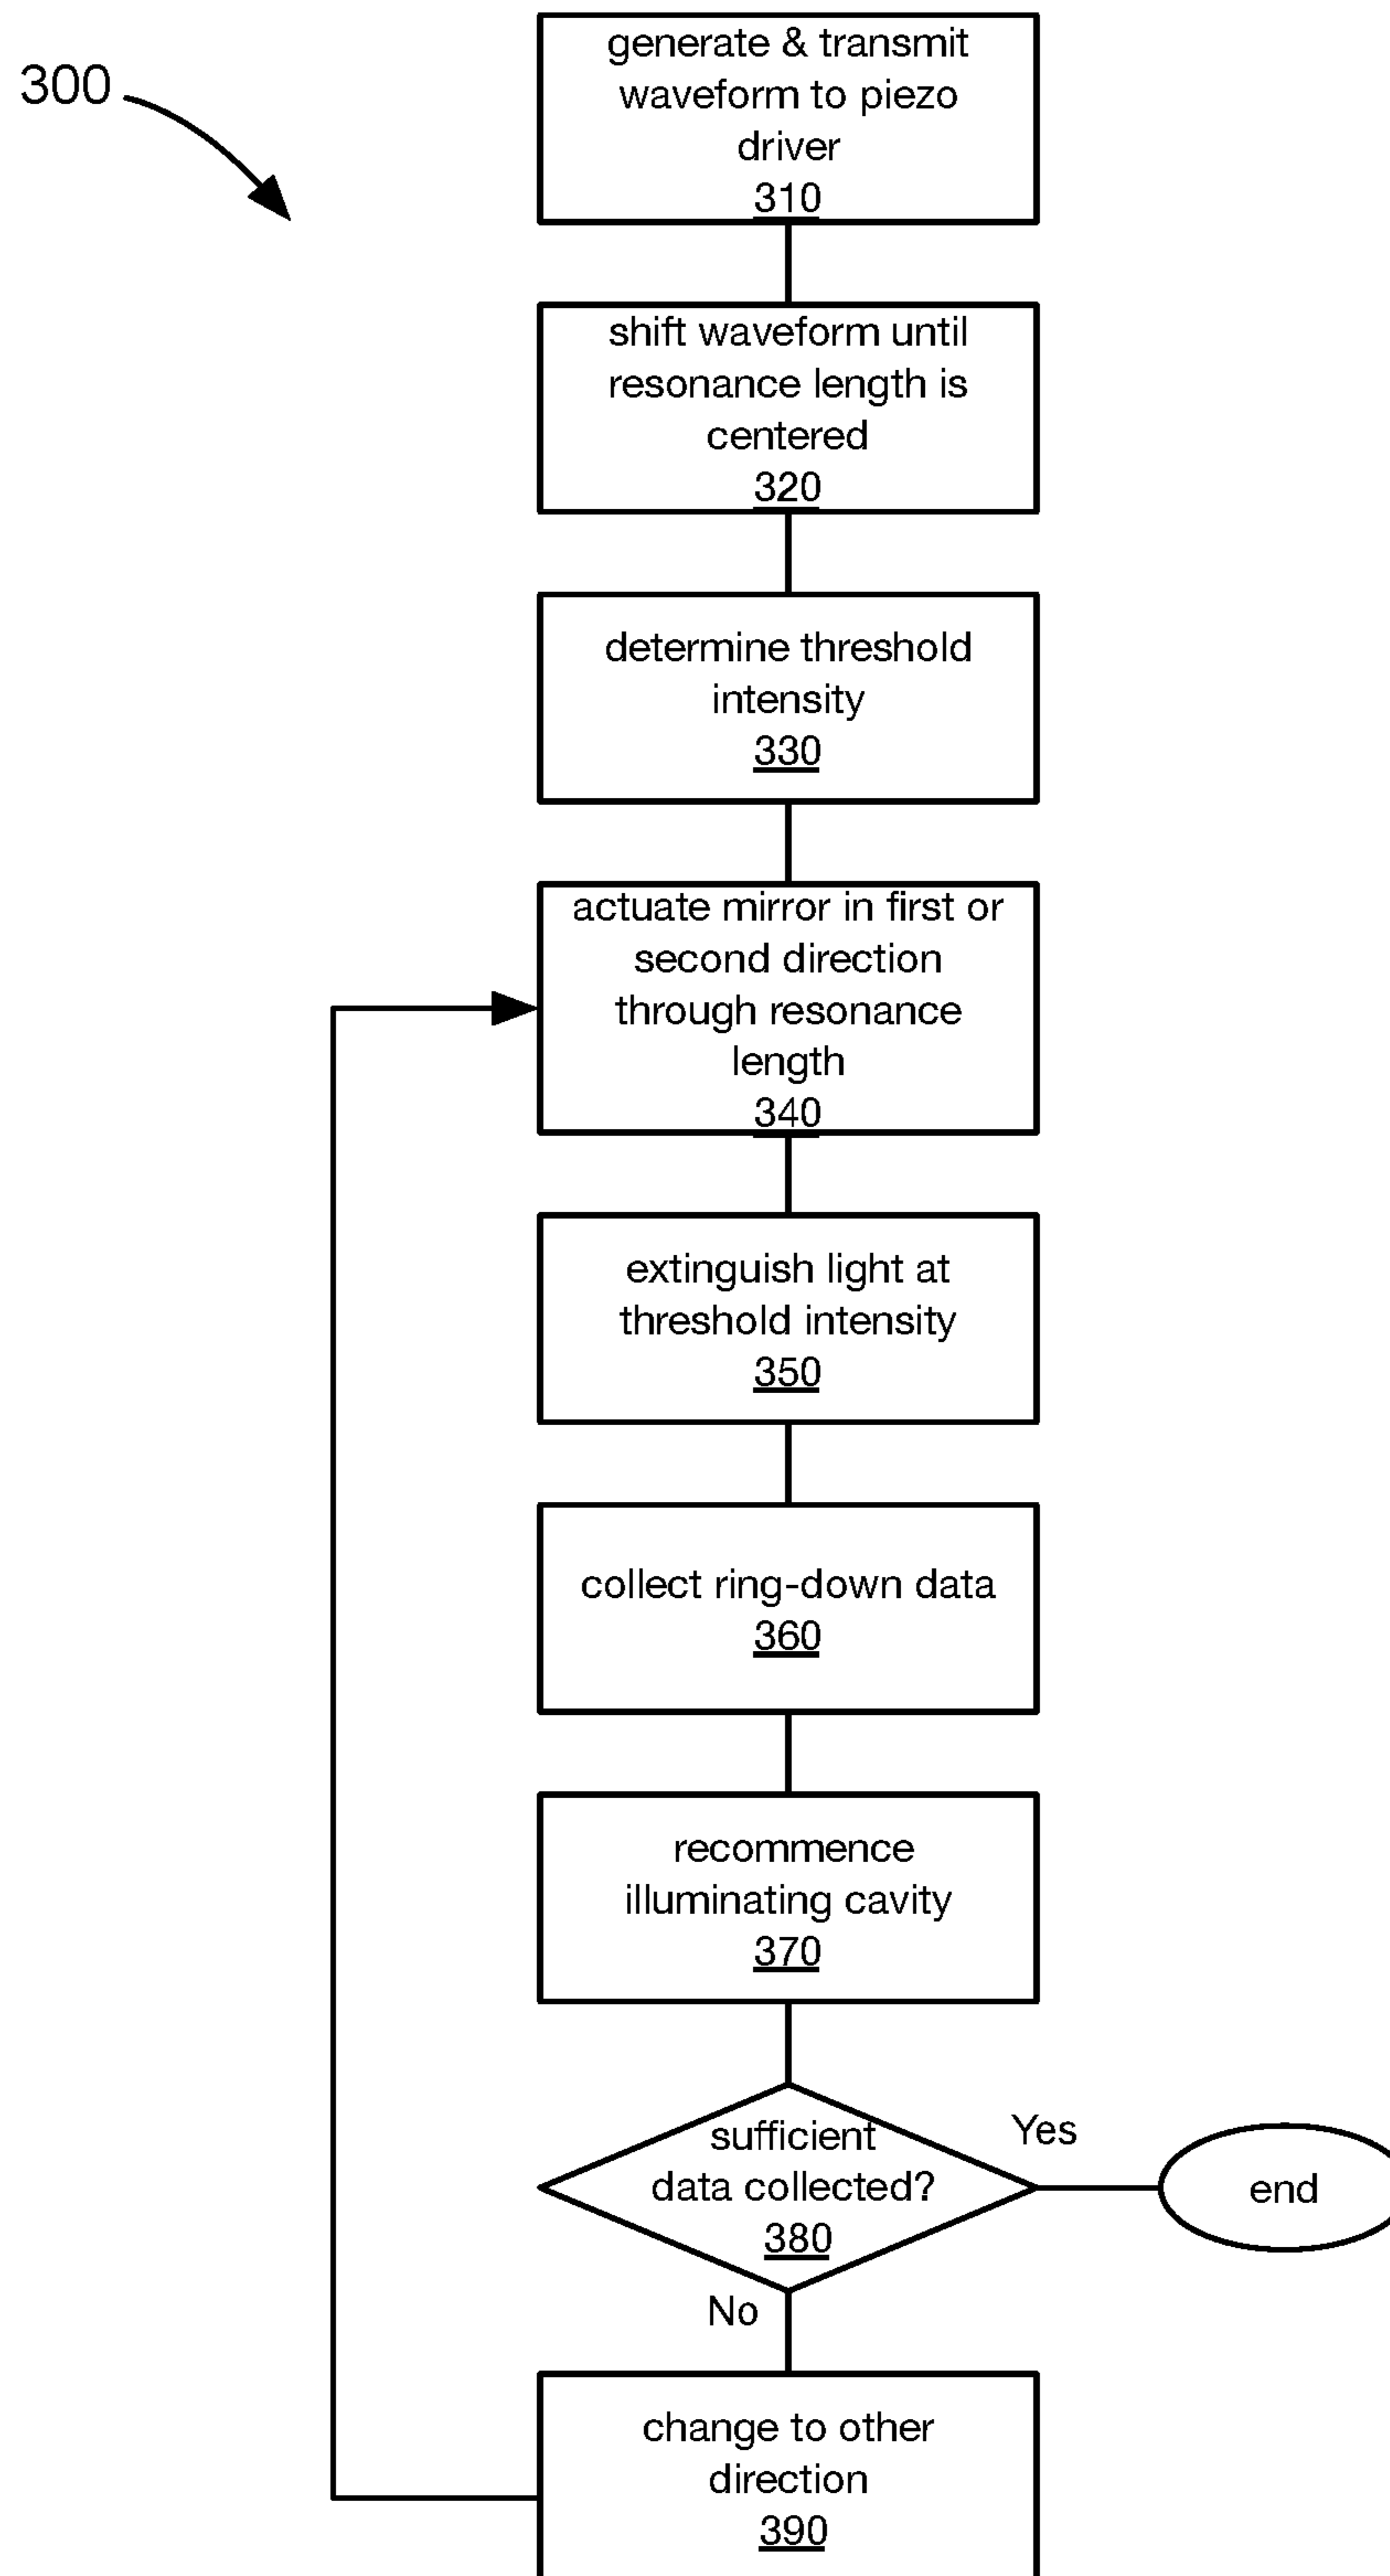 300
generate & transmit
waveform to piezo
driver
310
shift waveform until
resonance length is
centered
320
determine threshold
intensity
330
actuate mirror in first or
second direction
through resonance
length
340
extinguish light at
threshold intensity
350
collect ring-down data
360
recommence
illuminating cavity
370
sufficient
data collected?
380
Yes
end
No
change to other
direction
390